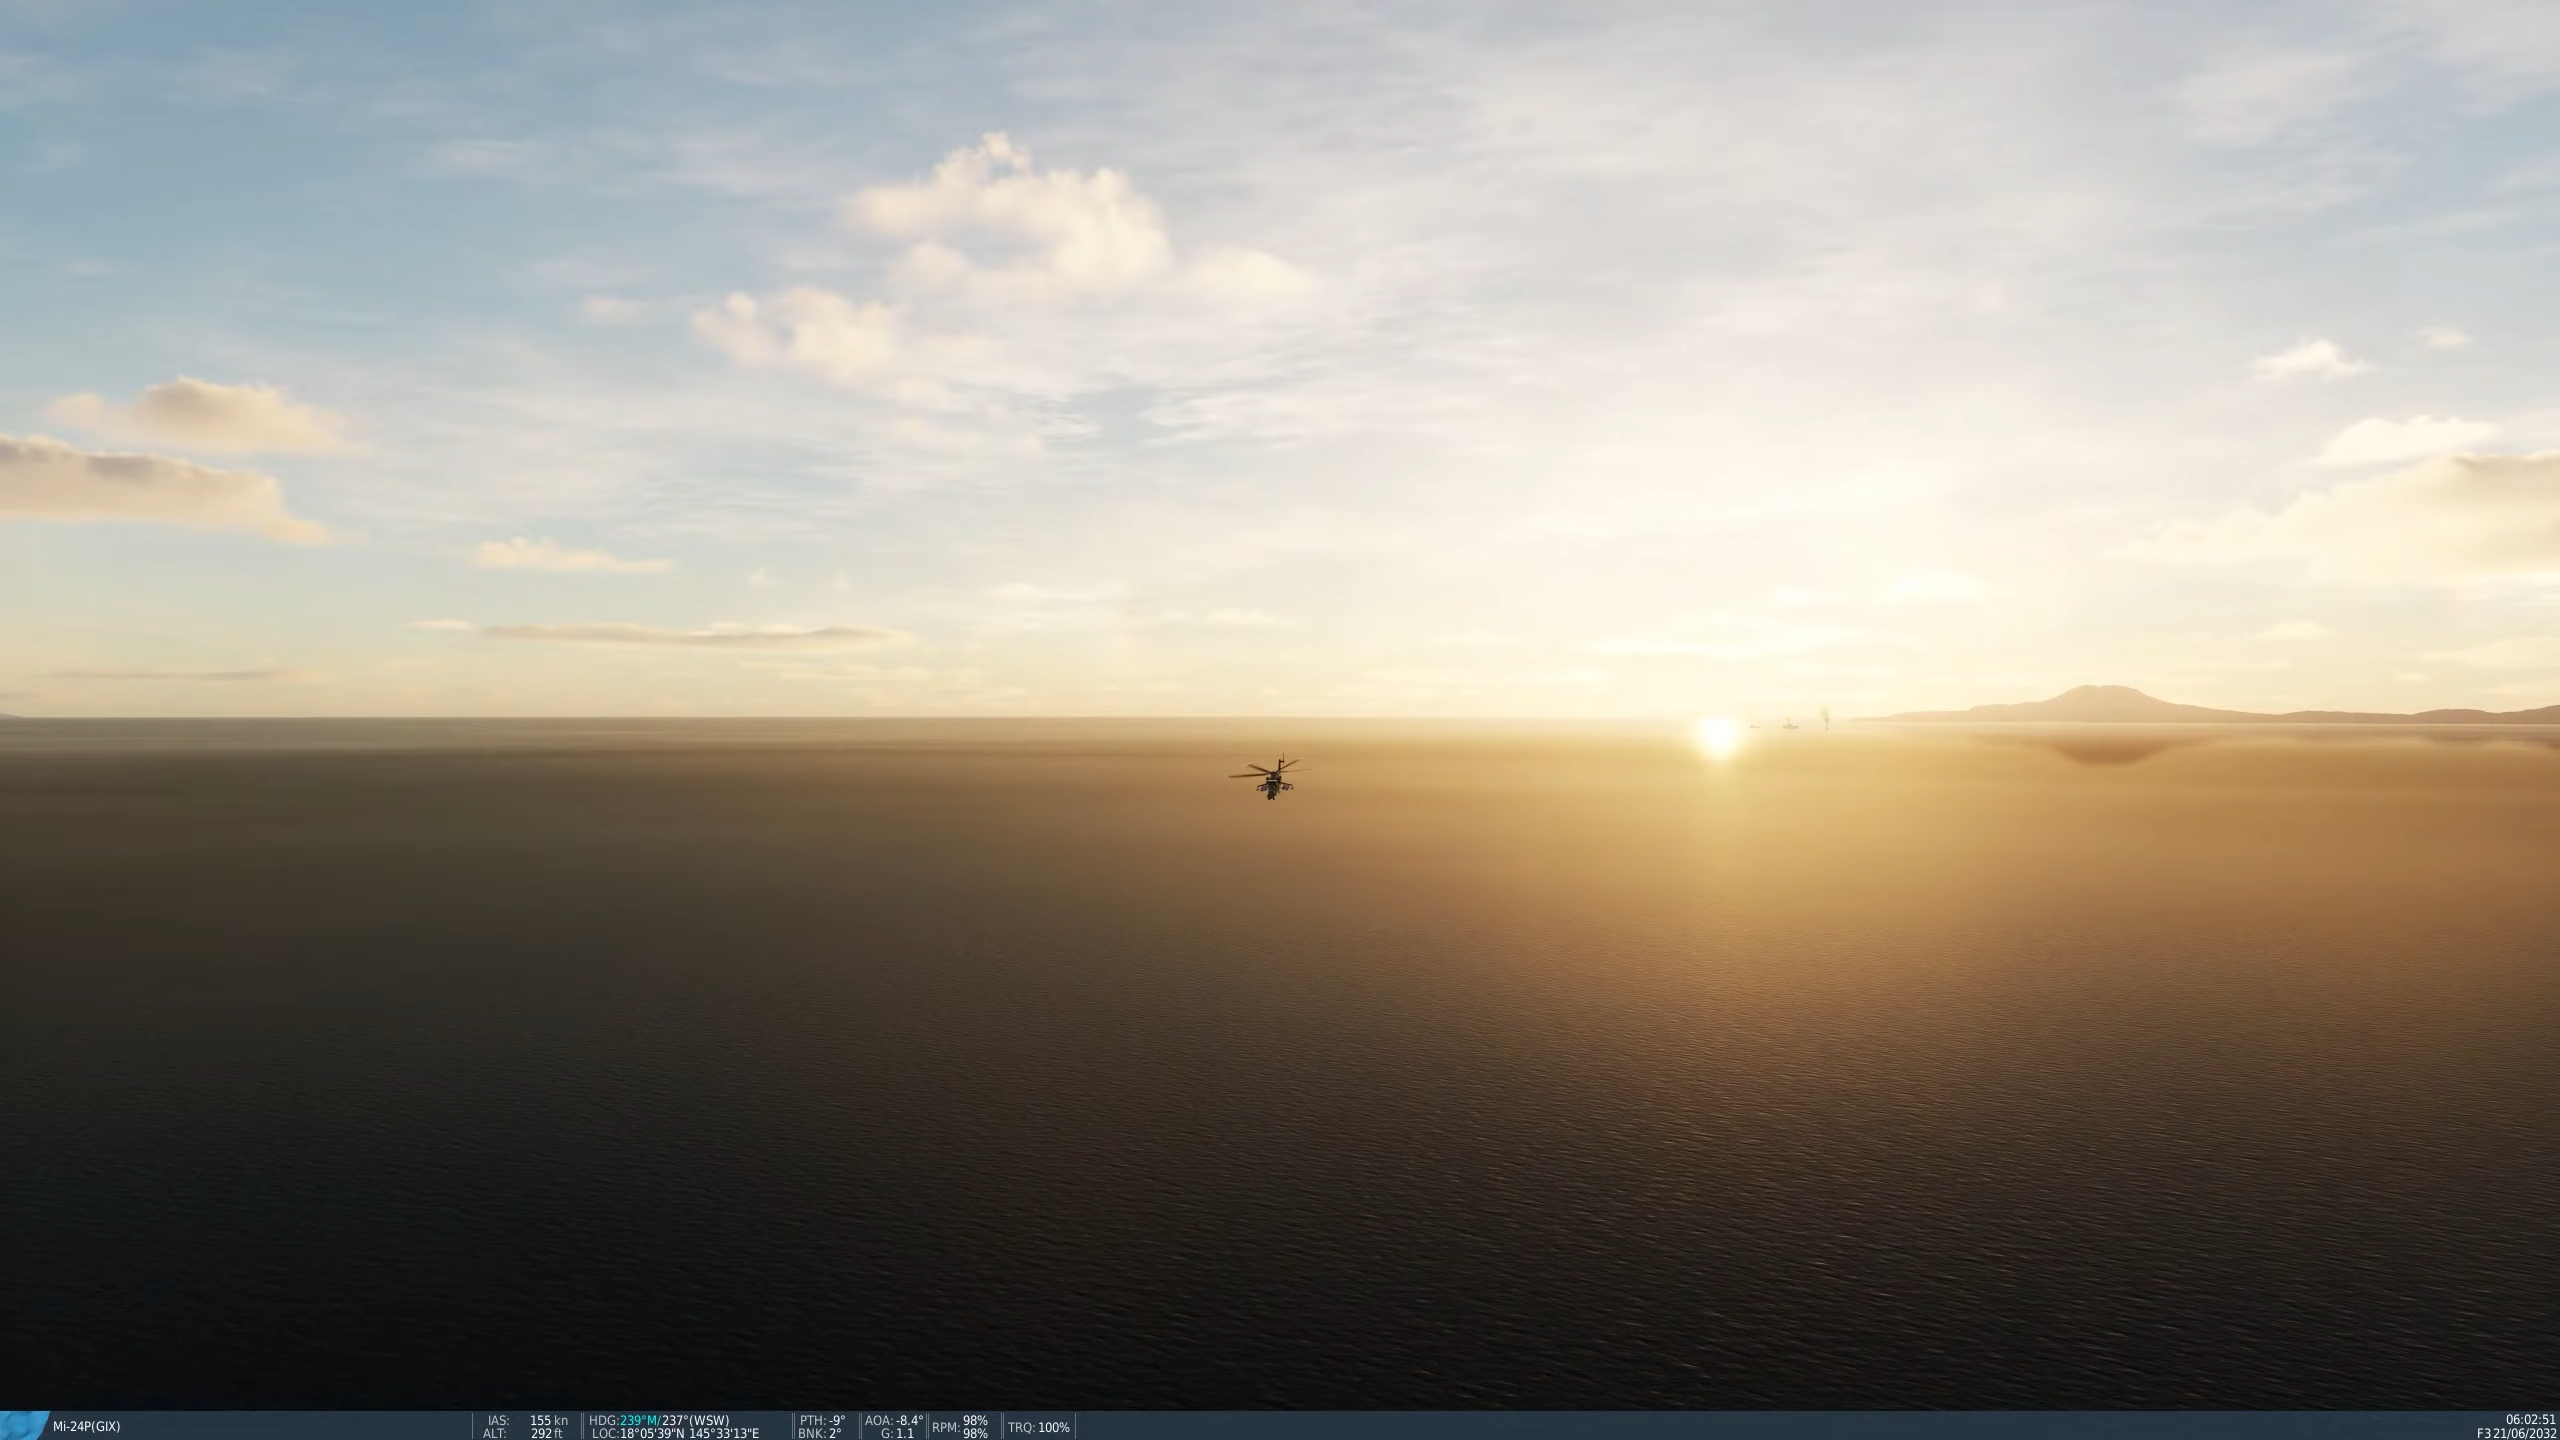 Mi-24P(GIX)
IAS: 155 kn
ALT: 292 ft
HDG:239°M/237°(WSW)
LOC:18°05'39"N 145°33'13"E
PTH: -9°
BNK: 2°
AOA: -8.4°
G: 1.1
RPM: 98%
98%
TRQ: 100%
06:02:51
F3 21/06/2032